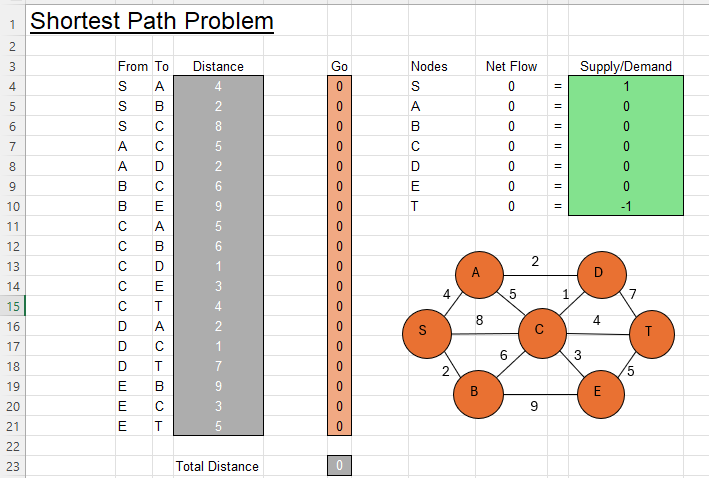 1 Shortest Path Problem
2
3 From To Distance Go Nodes Net Flow Supply/Demand
4 S A 4 0 S 0 = 1
5 S B 2 0 A 0 = 0
6 S C 8 0 B 0 = 0
7 A C 5 0 C 0 = 0
8 A D 2 0 D 0 = 0
9 B C 6 0 E 0 = 0
10 B E 9 0 T 0 = -1
11 C A 5 0
12 C B 6 0
13 C D 1 0
14 C E 3 0
15 C T 4 0
16 D A 2 0
17 D C 1 0
18 D T 7 0
19 E B 9 0
20 E C 3 0
21 E T 5 0
22
23 Total Distance 0
2
A D
4 5 1 7
8 4
S C T
6 3
2 5
B E
9